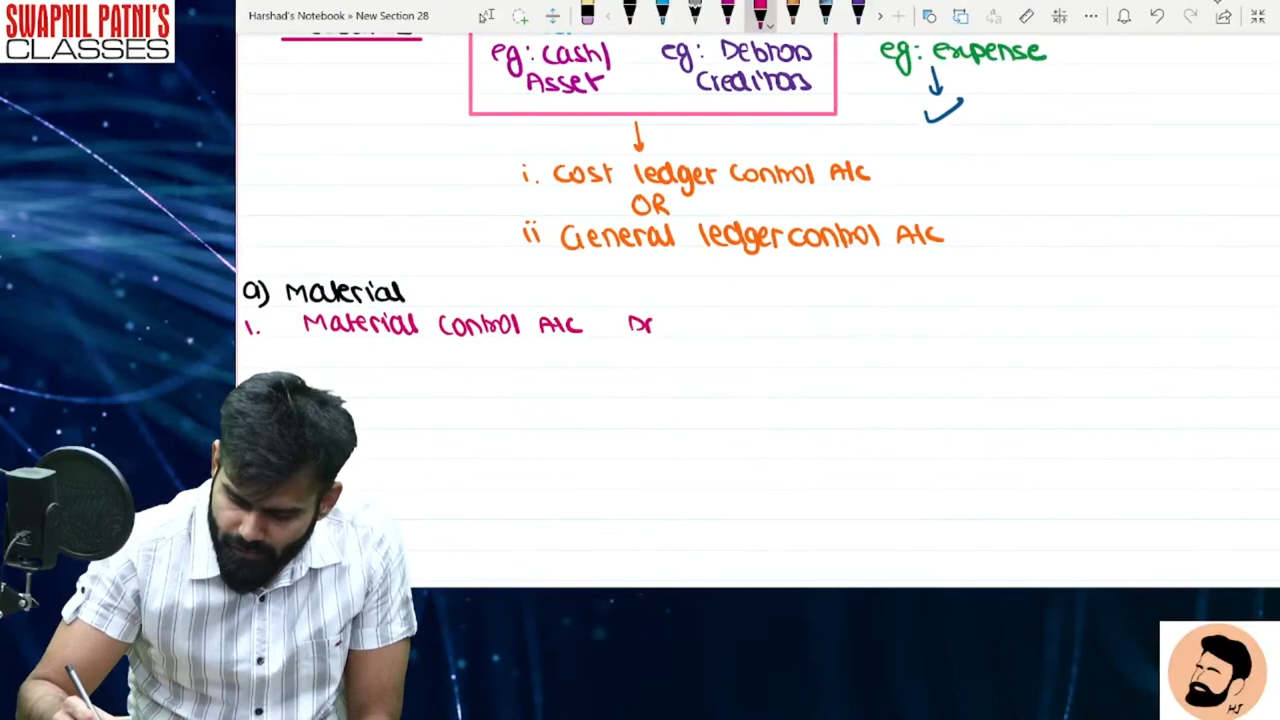 SWAPNIL PATNI'S
CLASSES
Harshad's Notebook » New Section 28
eg: Cash/
Asset
eg: Debtors
Creditors
eg: expense
i. Cost ledger Control A/c
OR
ii General ledger control A/c
a) Material
1. Material Control A/c Dr
HJ